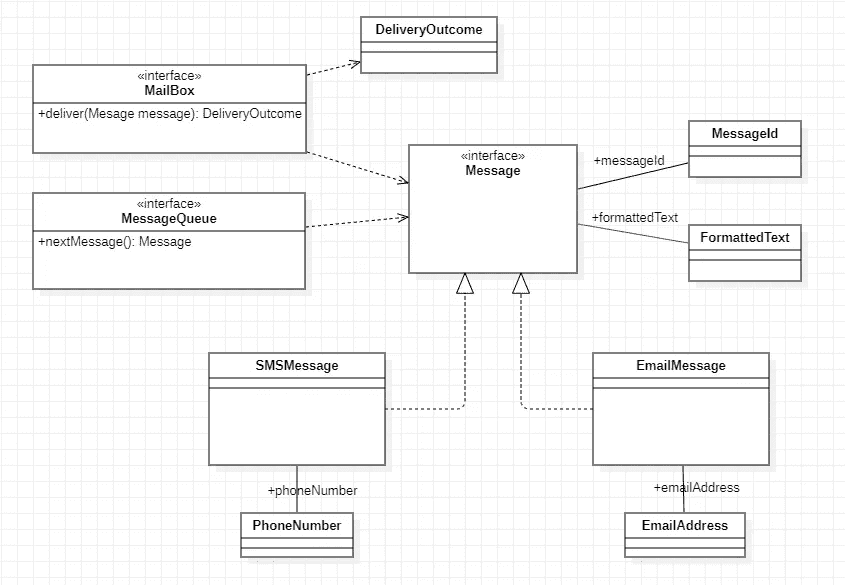 DeliveryOutcome
«interface»
MailBox
+deliver(Mesage message): DeliveryOutcome
«interface»
Message
MessageId
+messageId
«interface»
MessageQueue
+nextMessage(): Message
+formattedText
FormattedText
SMSMessage
EmailMessage
+phoneNumber
+emailAddress
PhoneNumber
EmailAddress